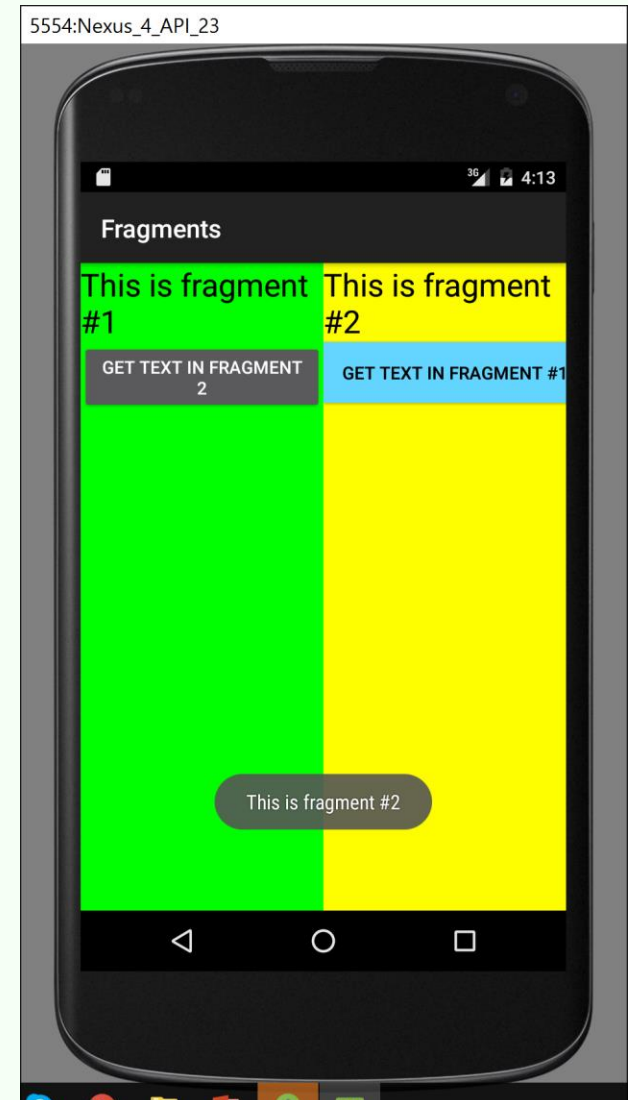 5554:Nexus_4_API_23
3G 4:13
Fragments
This is fragment
#1
GET TEXT IN FRAGMENT
2
This is fragment
#2
GET TEXT IN FRAGMENT #1
This is fragment #2